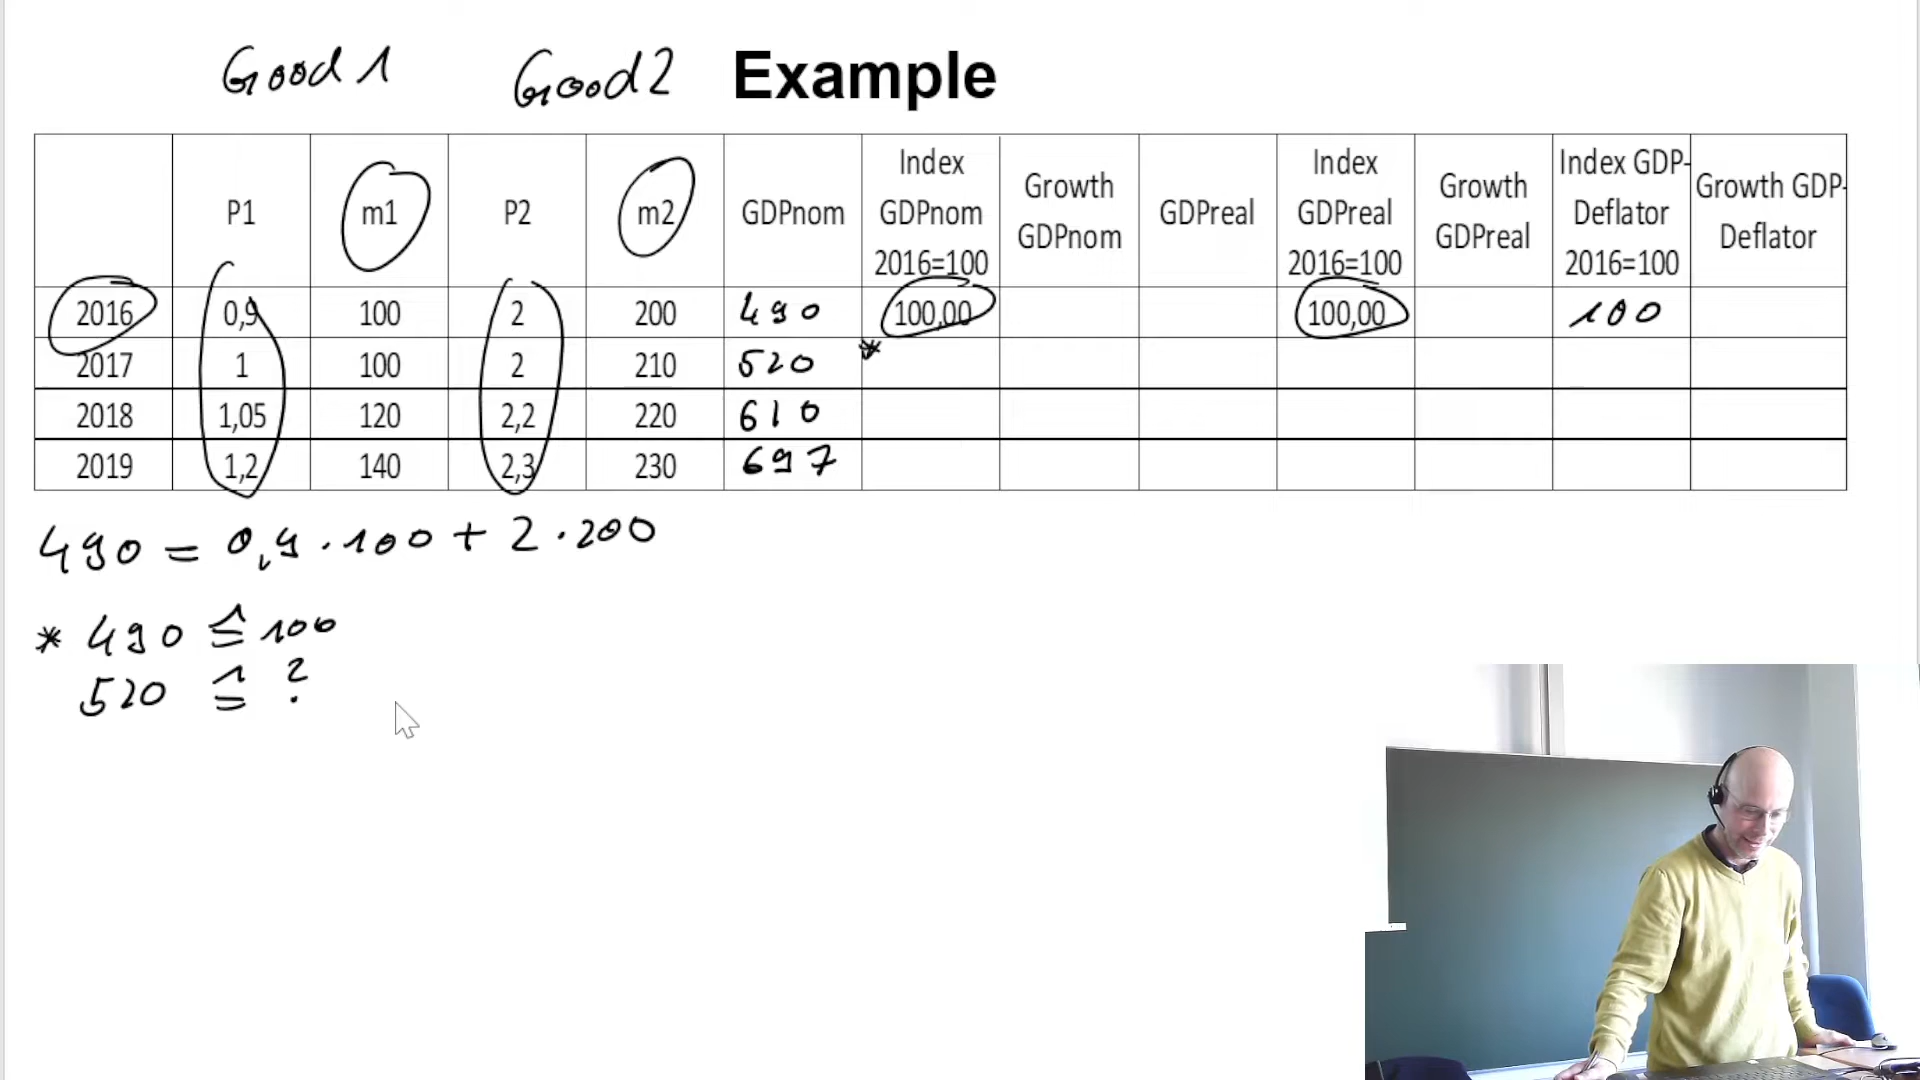 Good 1 Good 2 Example
P1 m1 P2 m2 GDPnom Index GDPnom 2016=100 Growth GDPnom GDPreal Index GDPreal 2016=100 Growth GDPreal Index GDP-Deflator 2016=100 Growth GDP-Deflator
2016 0,9 100 2 200 490 100,00 100,00 100
2017 1 100 2 210 520 *
2018 1,05 120 2,2 220 610
2019 1,2 140 2,3 230 697
490 = 0,9 · 100 + 2 · 200
* 490 ≙ 100
520 ≙ ?